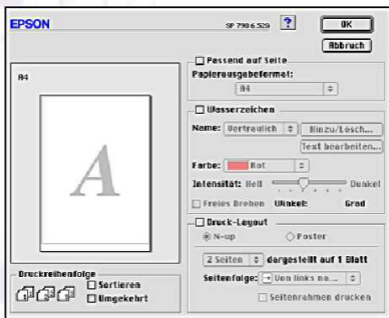 EPSON
SP 790 6.52G
?
OK
Abbruch
A4
A
Passend auf Seite
Papierausgabeformat:
A4
Wasserzeichen
Name: Vertraulich
Hinzu/Lösch...
Text bearbeiten...
Farbe: Rot
Intensität: Hell Dunkel
Freies Drehen Winkel: Grad
Druck-Layout
N-up Poster
2 Seiten dargestellt auf 1 Blatt
Seitenfolge: Von links na...
Seitenrahmen drucken
Druckreihenfolge
Sortieren
Umgekehrt